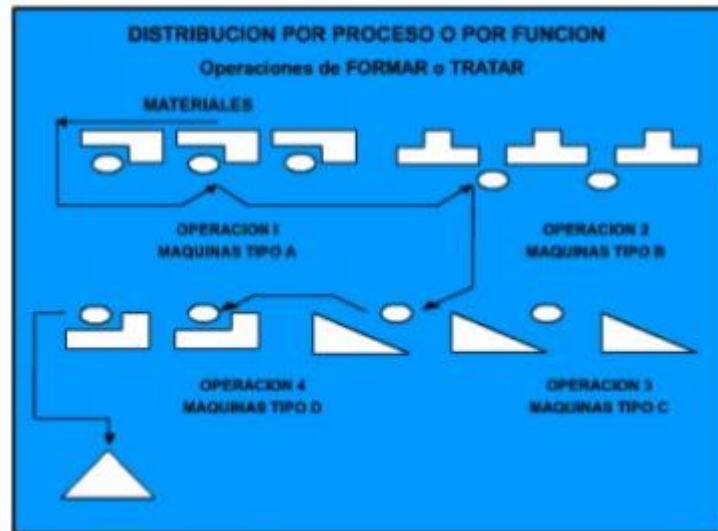 DISTRIBUCION POR PROCESO O POR FUNCION
Operaciones de FORMAR o TRATAR
MATERIALES
OPERACION I
MAQUINAS TIPO A
OPERACION 2
MAQUINAS TIPO B
OPERACION 4
MAQUINAS TIPO D
OPERACION 3
MAQUINAS TIPO C